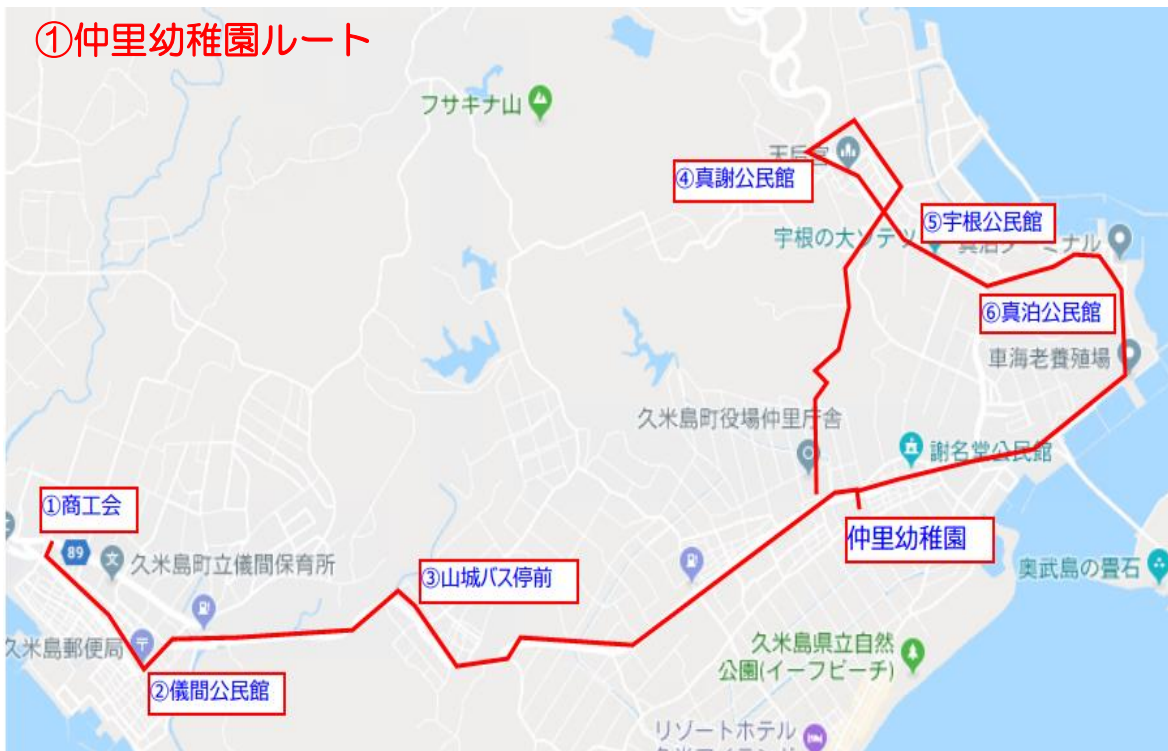 ①仲里幼稚園ルート
フサキナ山
天后宮
④真謝公民館
⑤宇根公民館
宇根の大ソテツ
⑥真泊公民館
車海老養殖場
久米島町役場仲里庁舎
謝名堂公民館
①商工会
89
文
久米島町立儀間保育所
③山城バス停前
仲里幼稚園
奥武島の畳石
久米島郵便局
②儀間公民館
久米島県立自然
公園(イーフビーチ)
リゾートホテル